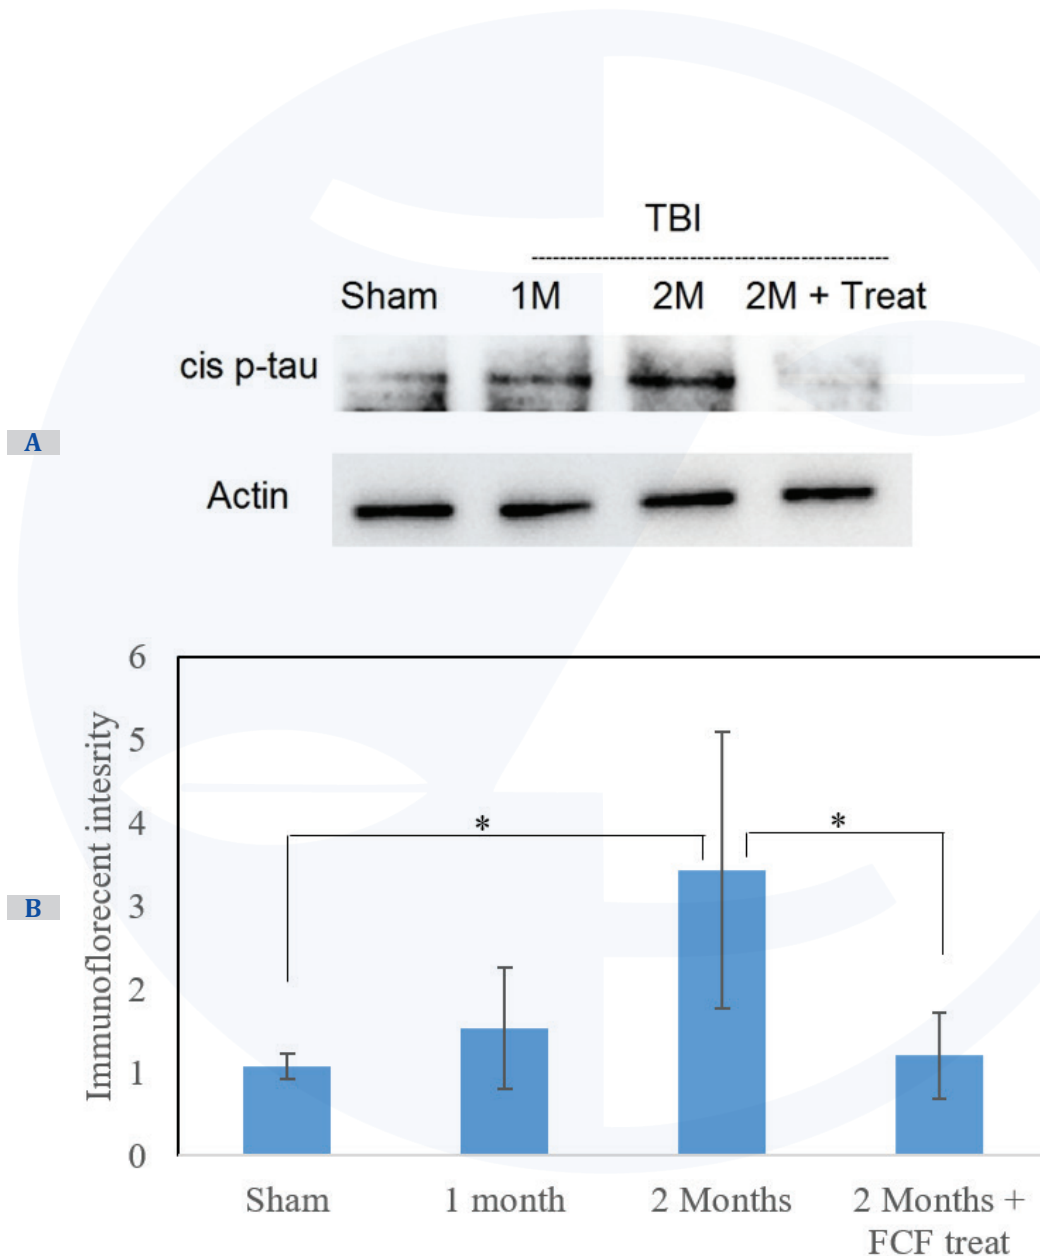 TBI
Sham 1M 2M 2M + Treat
cis p-tau
A
Actin
6
5
4
3
2
1
0
Immunoflorecent intesrity
*
*
B
Sham
1 month
2 Months
2 Months +
FCF treat